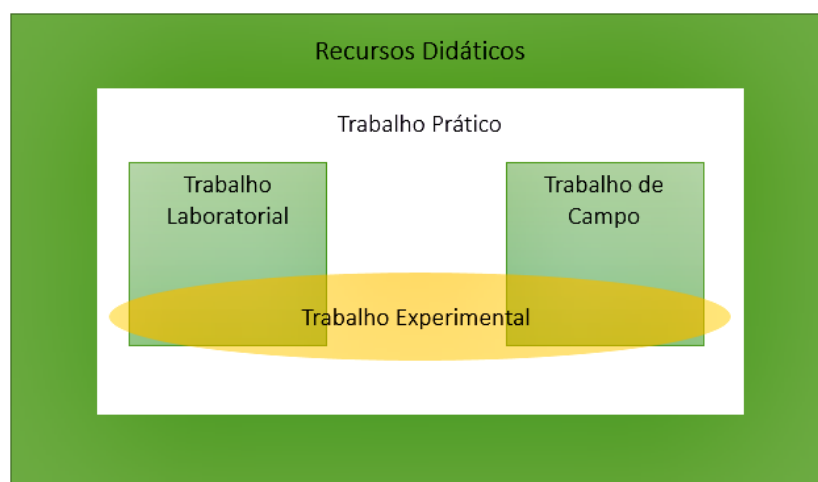 Recursos Didáticos
Trabalho Prático
Trabalho
Laboratorial
Trabalho de
Campo
Trabalho Experimental